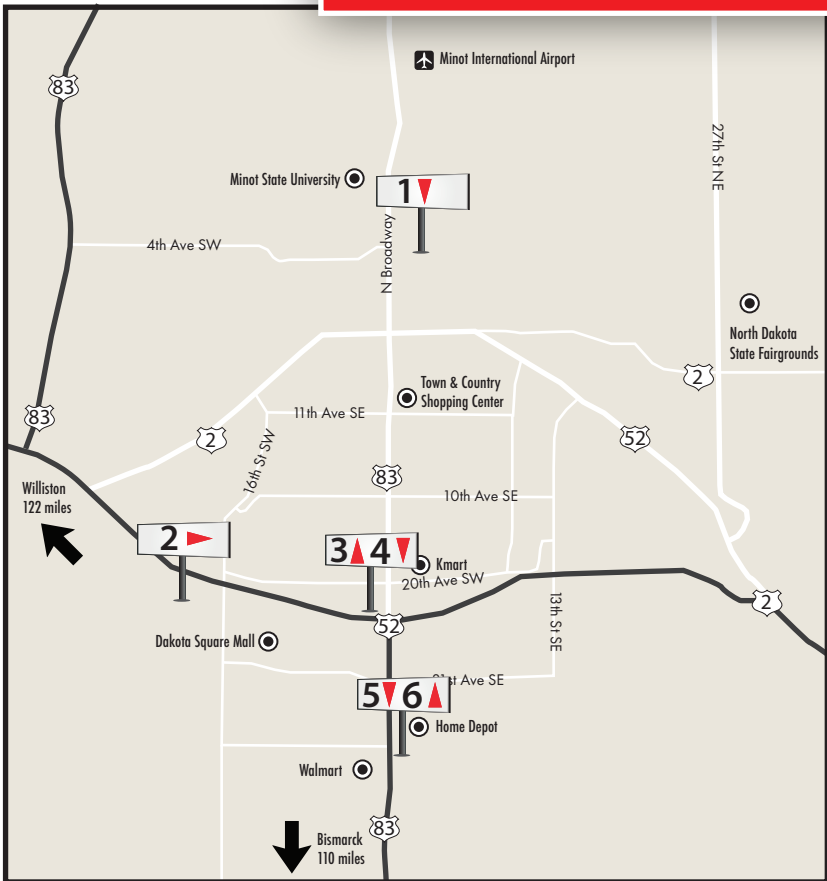 Minot International Airport
83
27th St NE
Minot State University
1
4th Ave SW
N Broadway
North Dakota
State Fairgrounds
2
Town & Country
Shopping Center
83
11th Ave SE
2
52
16th St SW
83
Williston
122 miles
10th Ave SE
2
3 4
Kmart
20th Ave SW
13th St SE
2
52
Dakota Square Mall
1st Ave SE
5 6
Home Depot
Walmart
83
Bismarck
110 miles